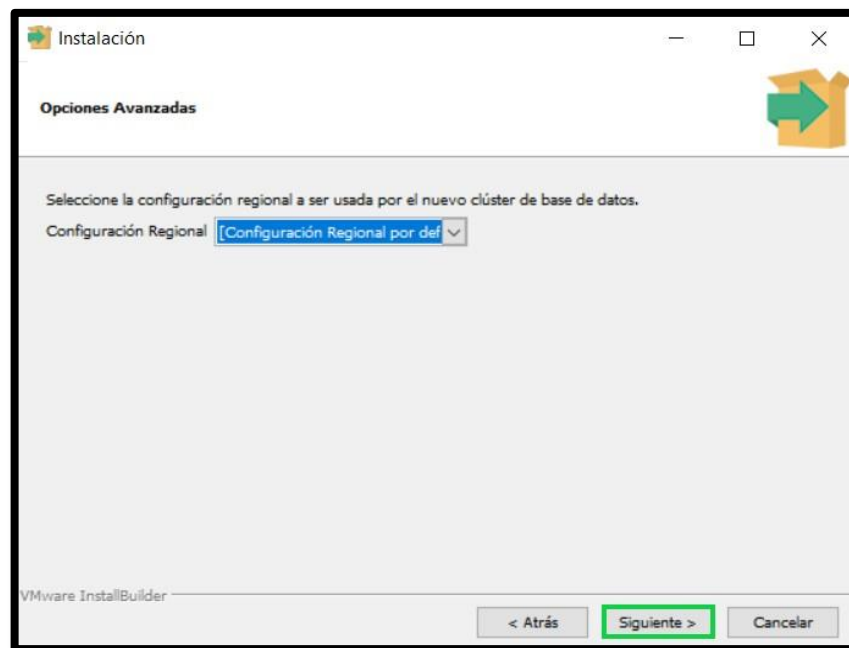 Instalación
Opciones Avanzadas
Seleccione la configuración regional a ser usada por el nuevo clúster de base de datos.
Configuración Regional [Configuración Regional por def
VMware InstallBuilder
< Atrás Siguiente > Cancelar